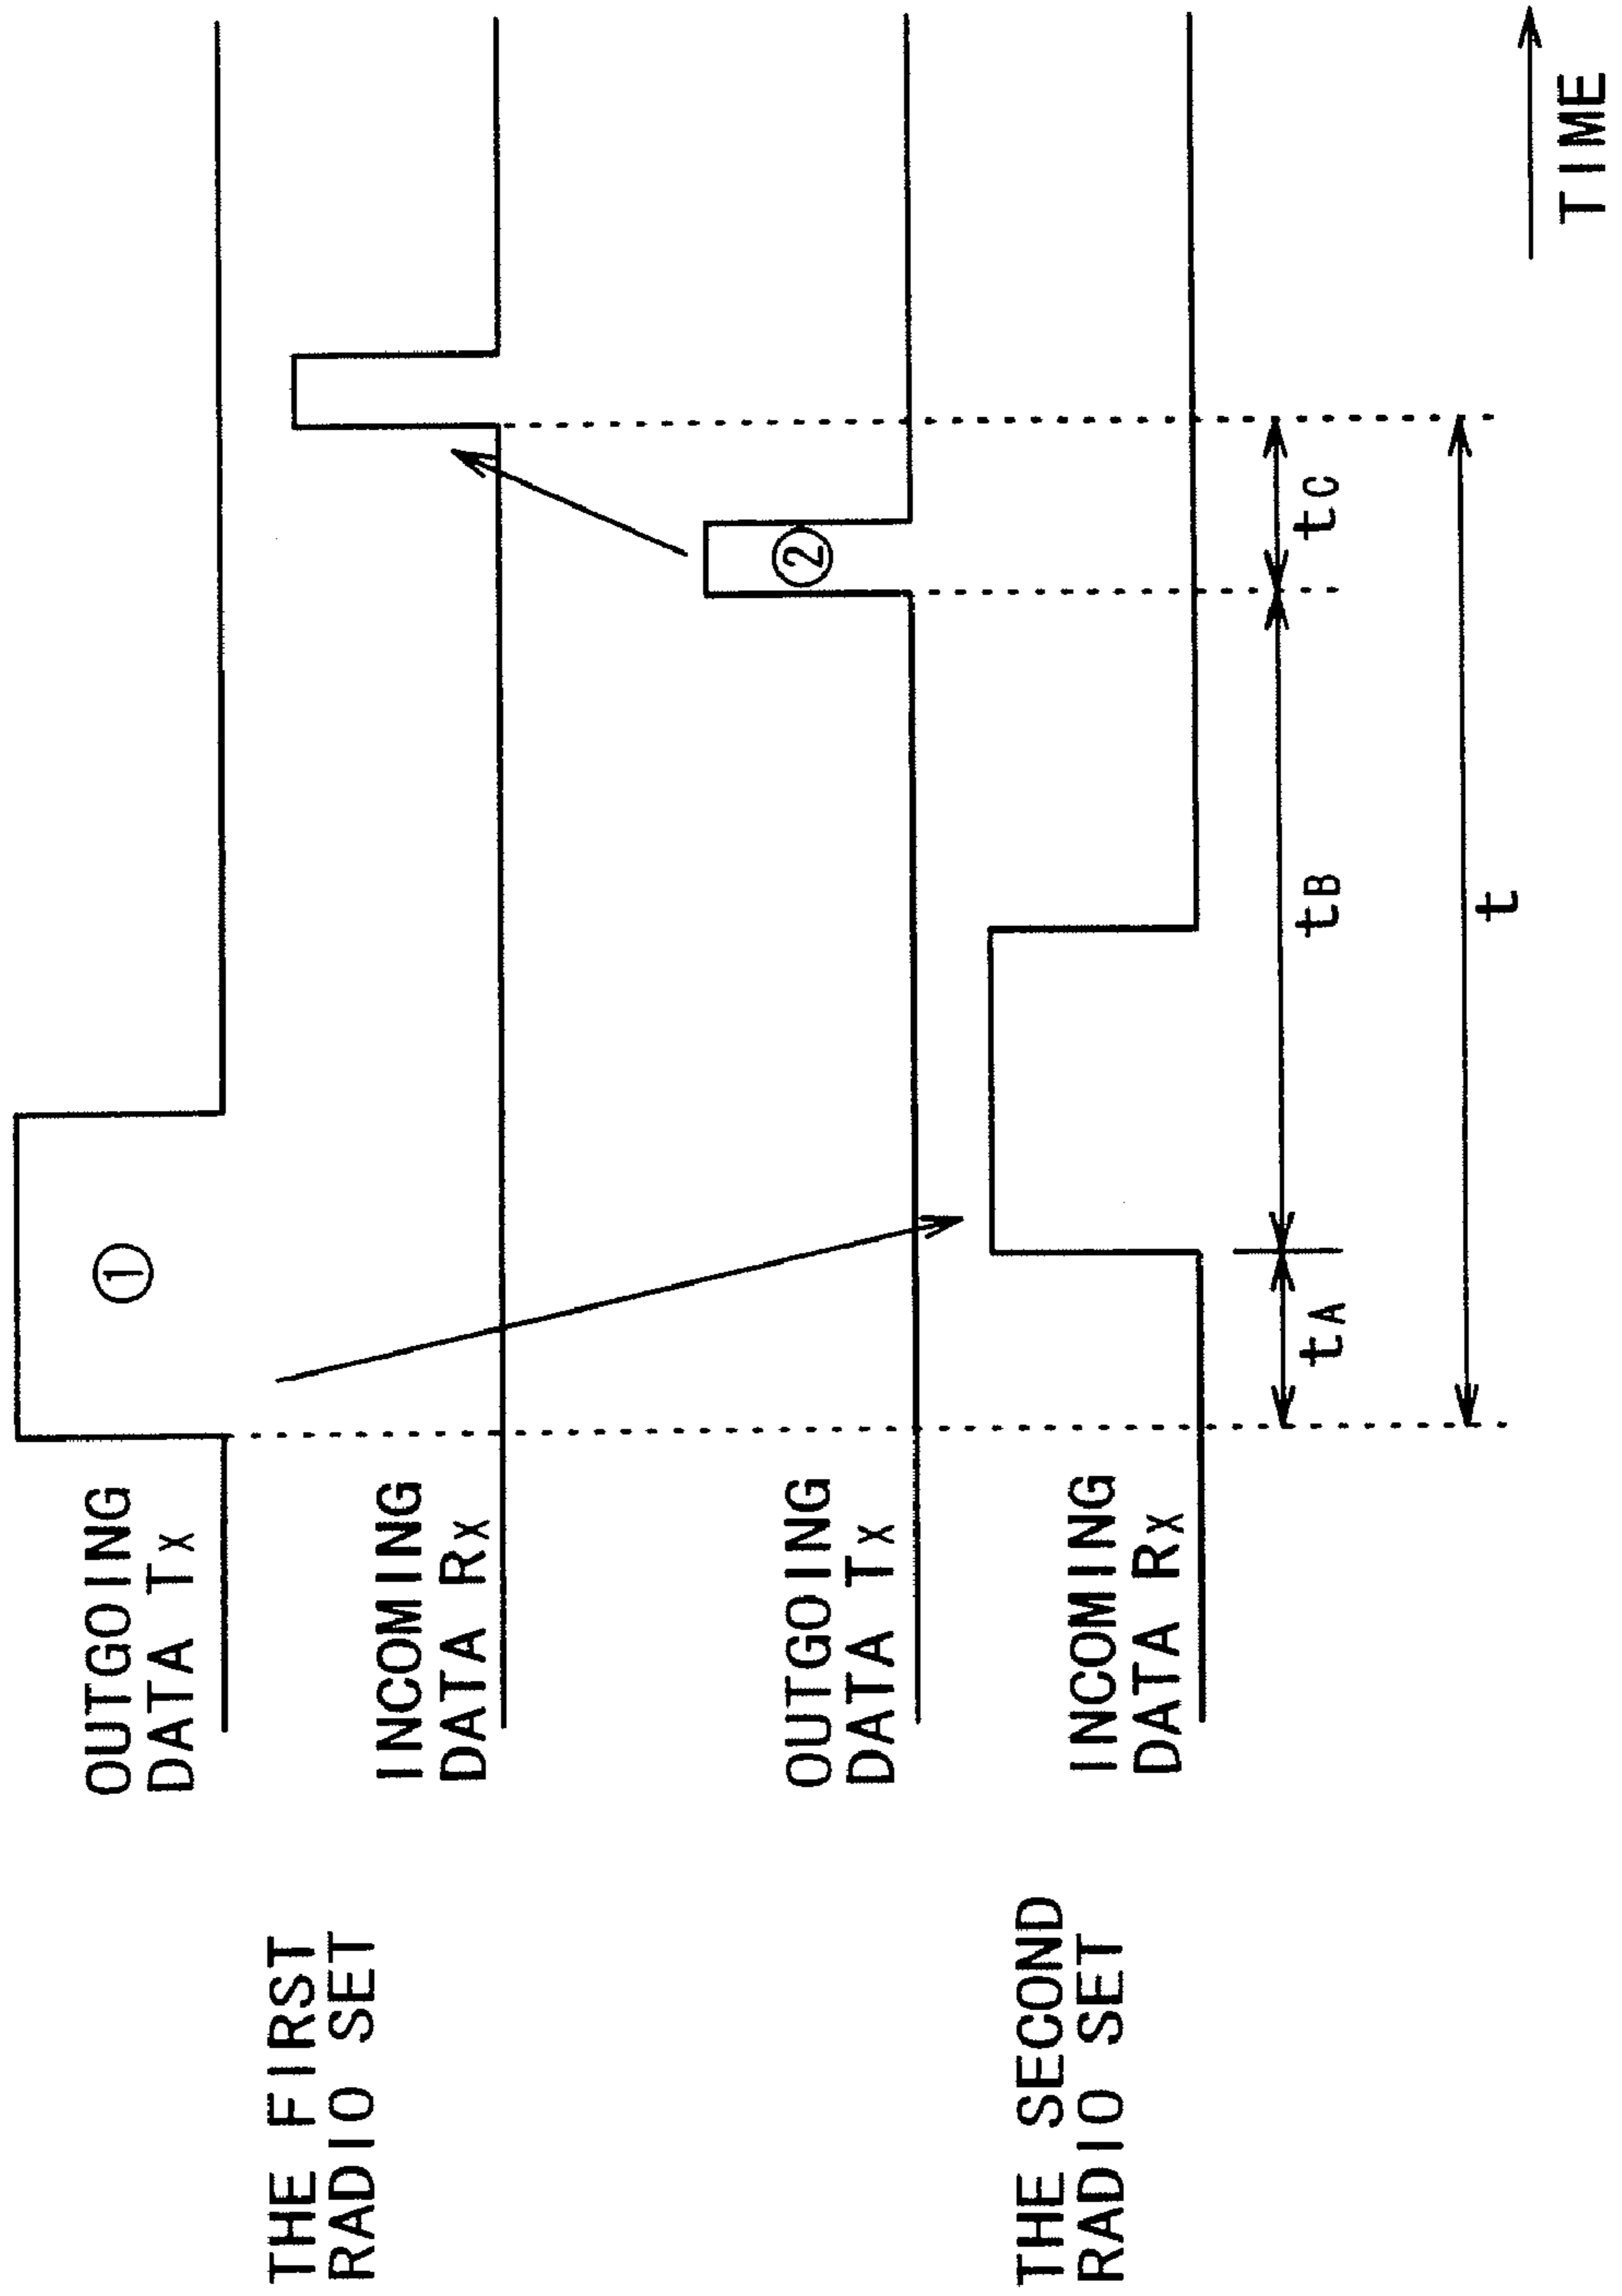 THE FIRST
RADIO SET
OUTGOING
DATA Tx
①
INCOMING
DATA Rx
THE SECOND
RADIO SET
OUTGOING
DATA Tx
②
INCOMING
DATA Rx
tA
tB
tC
t
TIME